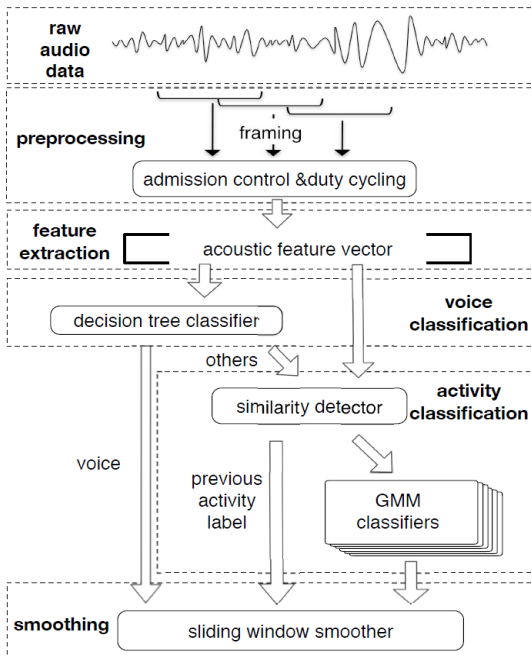 raw
audio
data
framing
preprocessing
admission control &duty cycling
feature
extraction
acoustic feature vector
voice
classification
decision tree classifier
others
activity
classification
similarity detector
voice
previous
activity
label
GMM
classifiers
smoothing
sliding window smoother